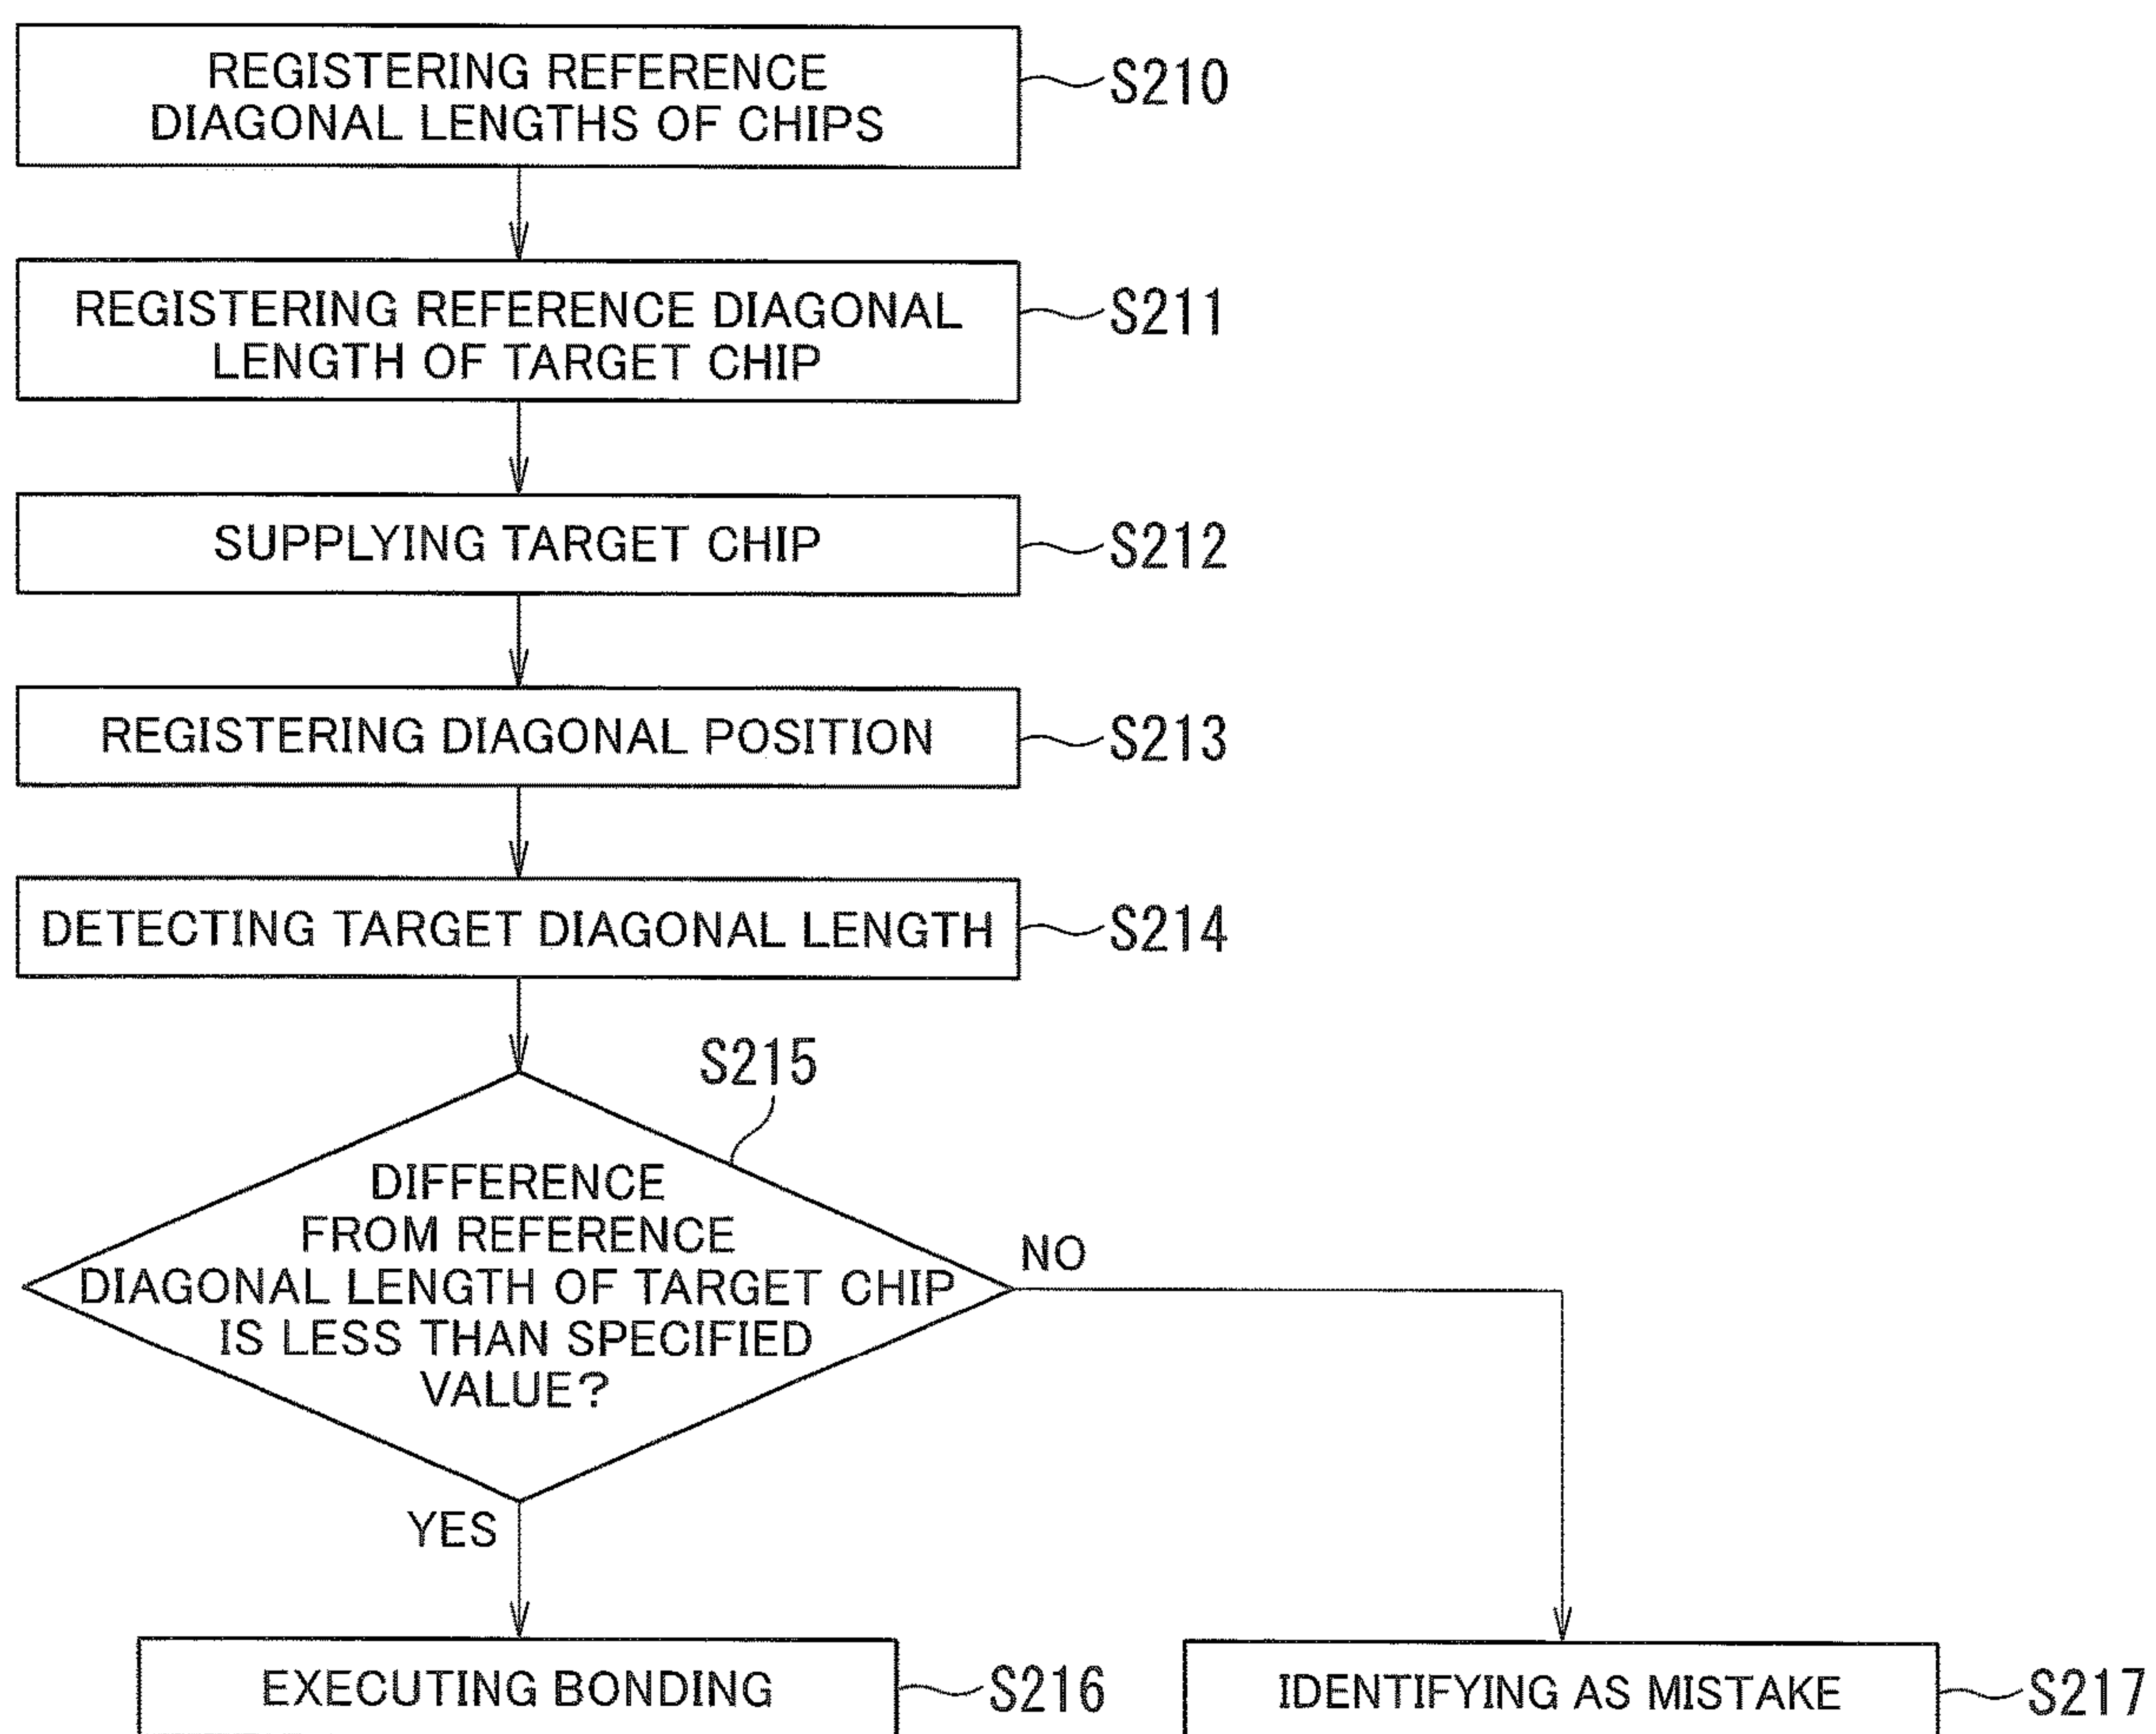 REGISTERING REFERENCE
DIAGONAL LENGTHS OF CHIPS
S210
REGISTERING REFERENCE DIAGONAL
LENGTH OF TARGET CHIP
S211
SUPPLYING TARGET CHIP
S212
REGISTERING DIAGONAL POSITION
S213
DETECTING TARGET DIAGONAL LENGTH
S214
S215
DIFFERENCE
FROM REFERENCE
DIAGONAL LENGTH OF TARGET CHIP
IS LESS THAN SPECIFIED
VALUE?
NO
YES
EXECUTING BONDING
S216
IDENTIFYING AS MISTAKE
S217